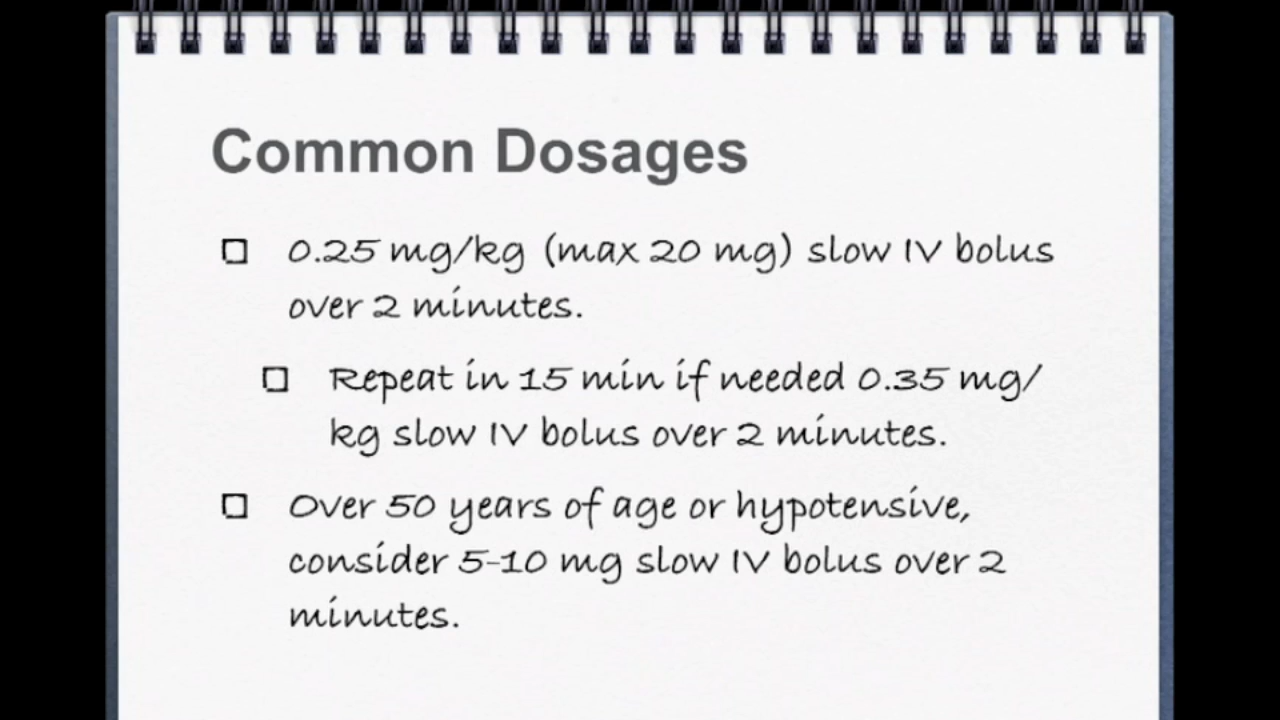 Common Dosages
0.25 mg/kg (max 20 mg) slow IV bolus
over 2 minutes.
Repeat in 15 min if needed 0.35 mg/
kg slow IV bolus over 2 minutes.
Over 50 years of age or hypotensive,
consider 5-10 mg slow IV bolus over 2
minutes.